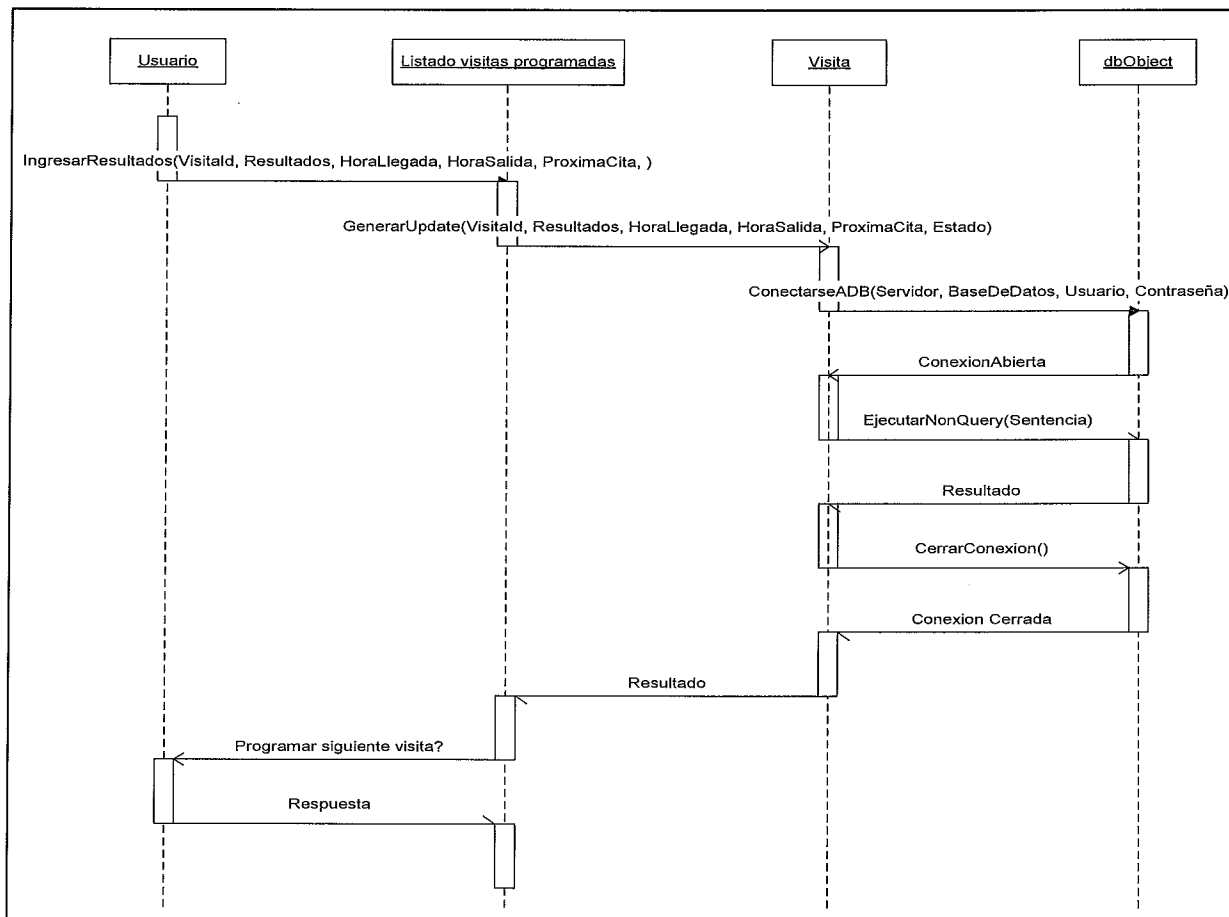 Usuario
Listado visitas programadas
Visita
dbObject
IngresarResultados(VisitaId, Resultados, HoraLlegada, HoraSalida, ProximaCita, )
GenerarUpdate(VisitaId, Resultados, HoraLlegada, HoraSalida, ProximaCita, Estado)
ConectarseADB(Servidor, BaseDeDatos, Usuario, Contraseña)
ConexionAbierta
EjecutarNonQuery(Sentencia)
Resultado
CerrarConexion()
Conexion Cerrada
Resultado
Programar siguiente visita?
Respuesta